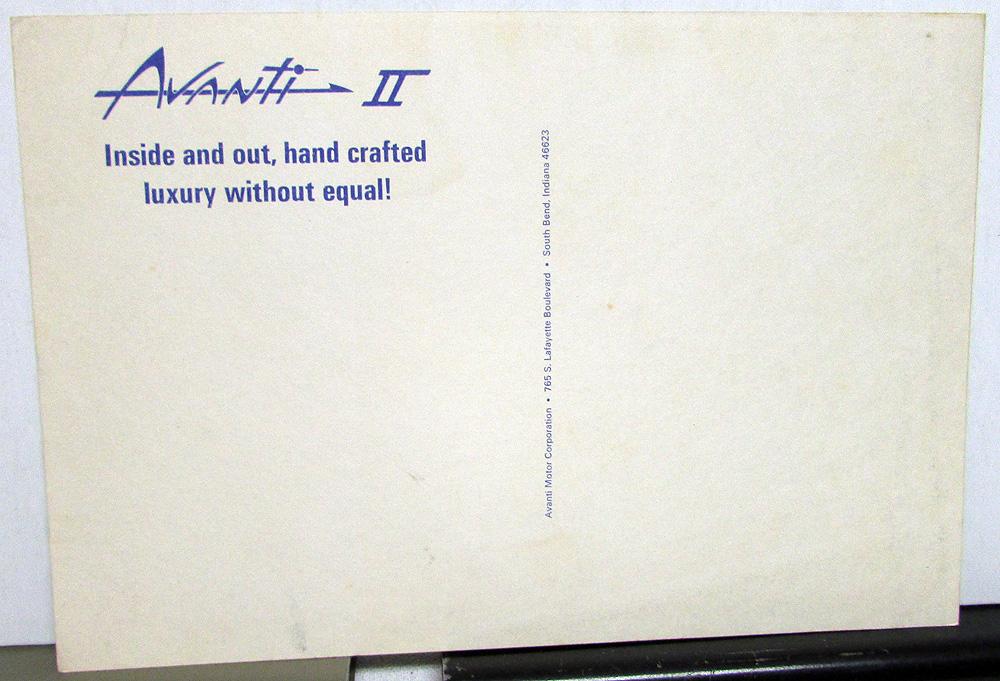 Avanti II
Inside and out, hand crafted
luxury without equal!
Avanti Motor Corporation • 765 S. Lafayette Boulevard • South Bend, Indiana 46623